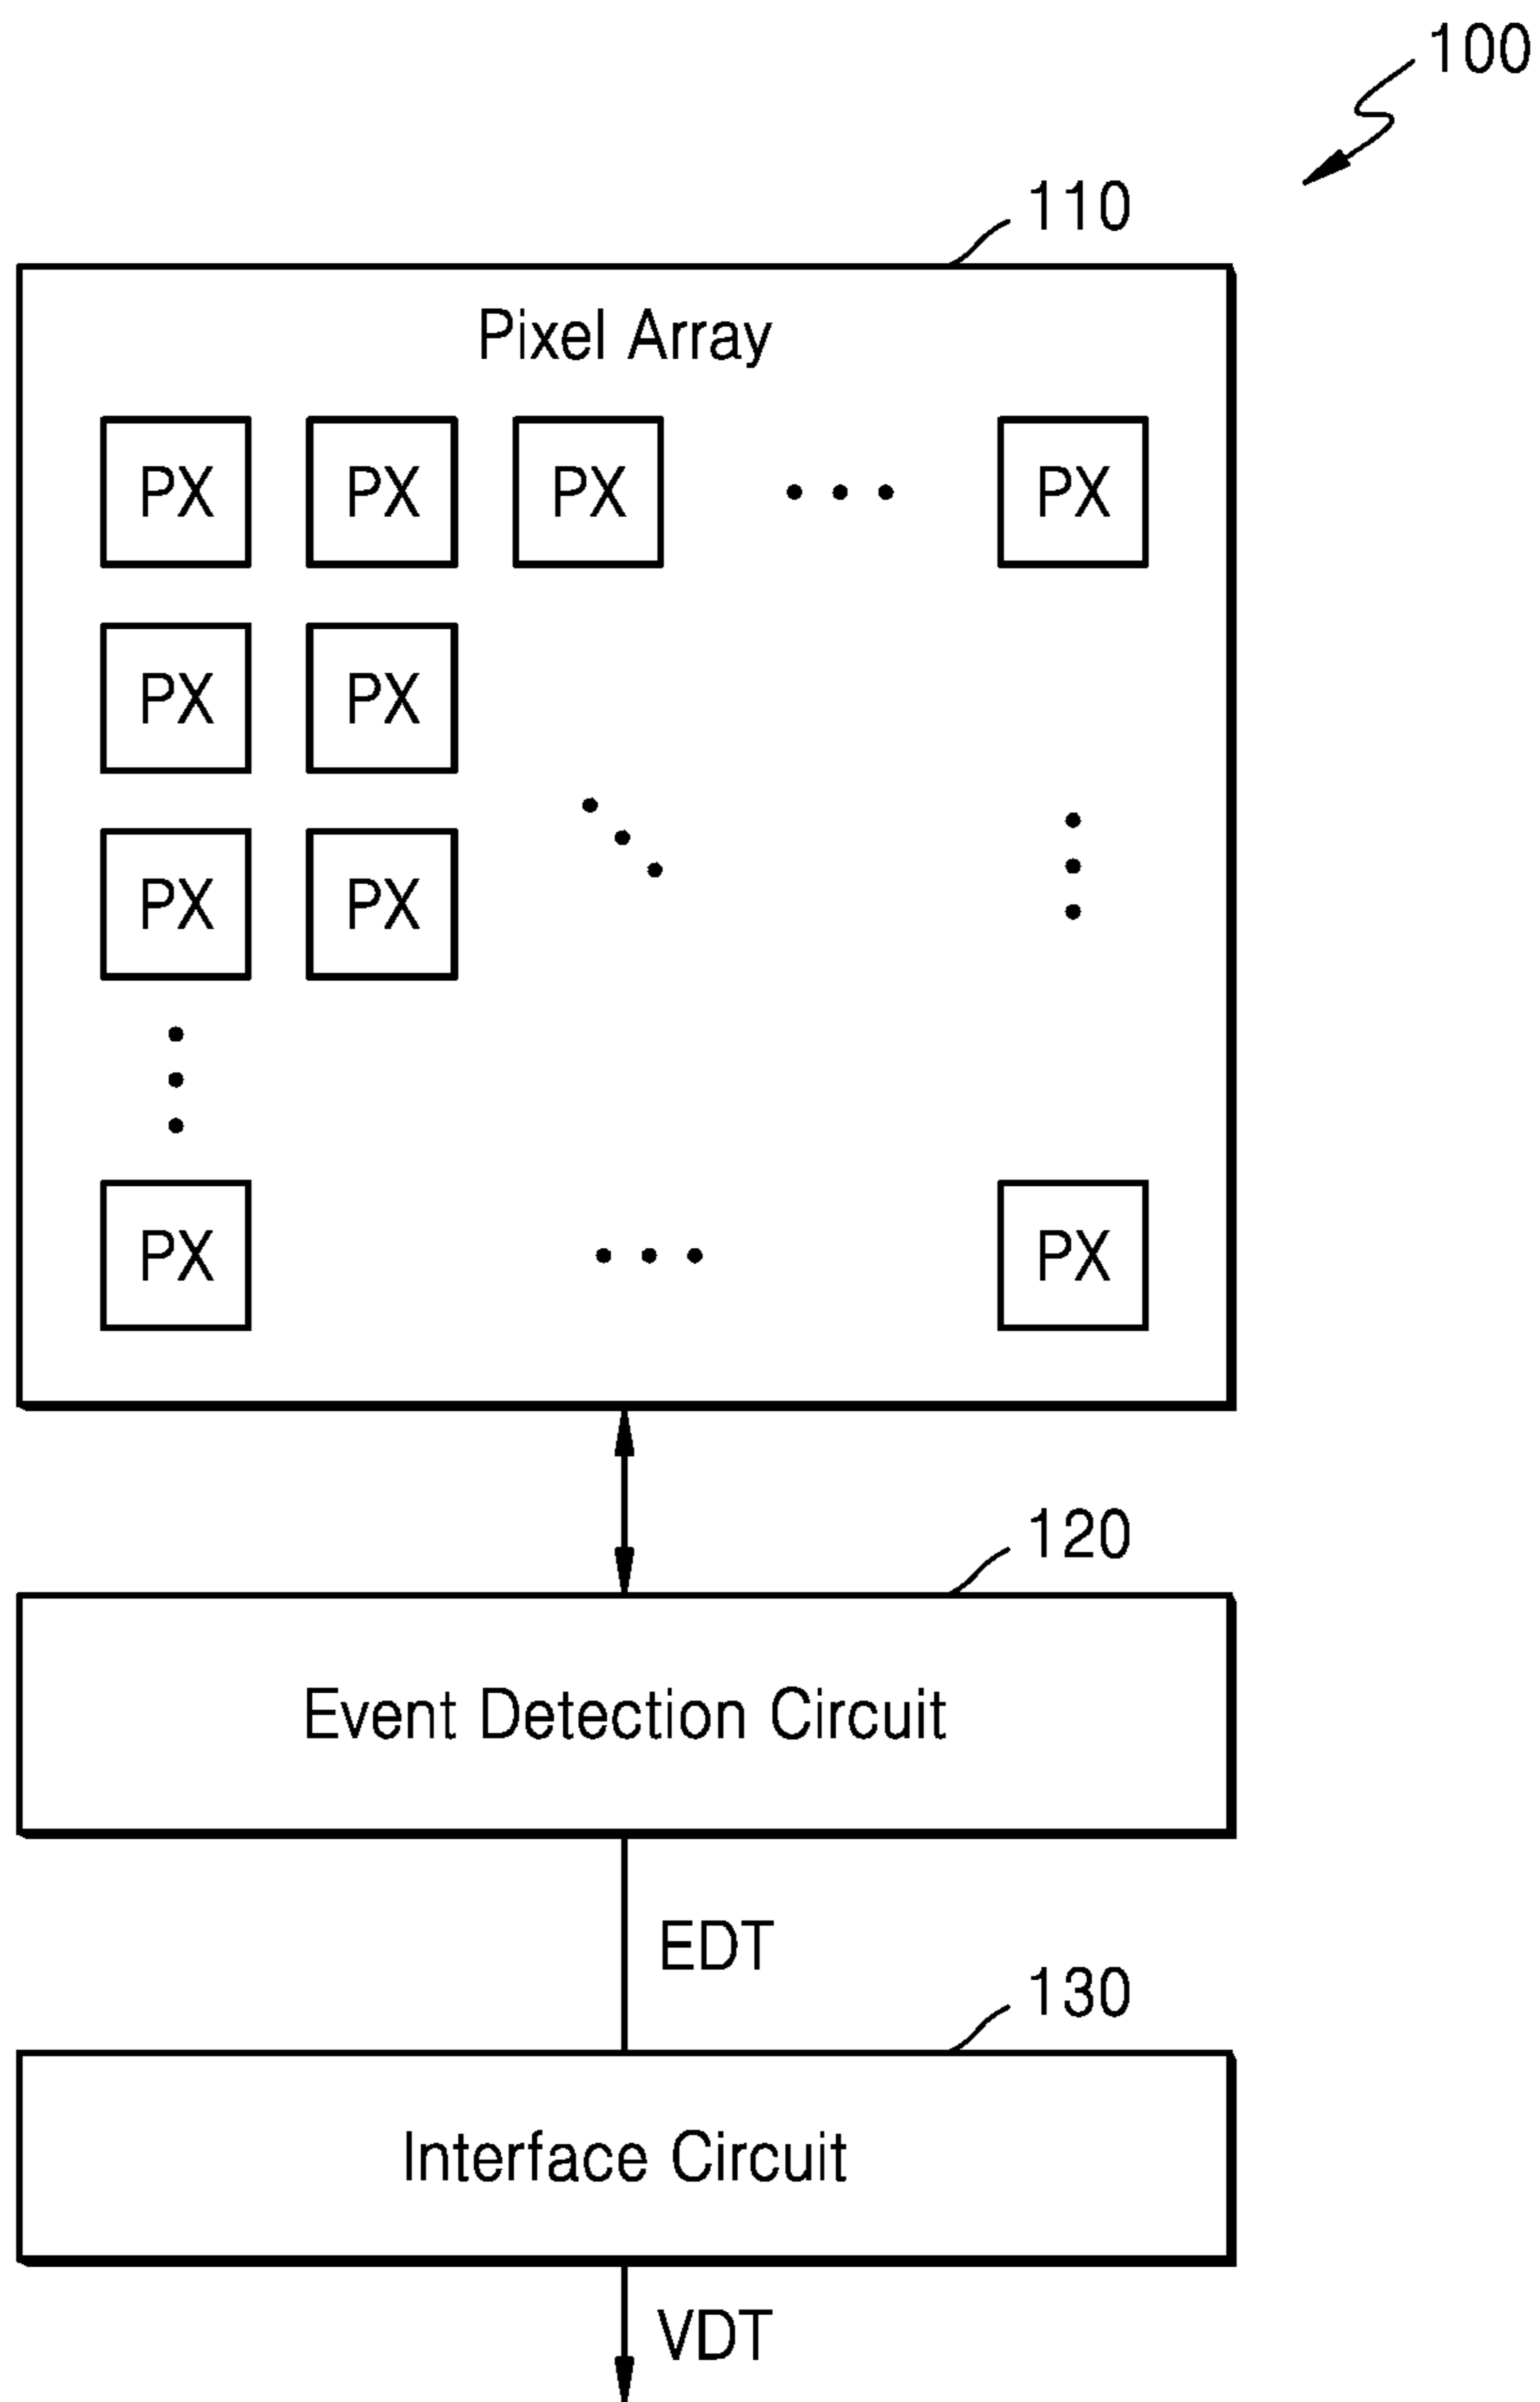 100
110
Pixel Array
PX PX PX PX
PX PX
PX PX
PX PX
120
Event Detection Circuit
EDT
130
Interface Circuit
VDT